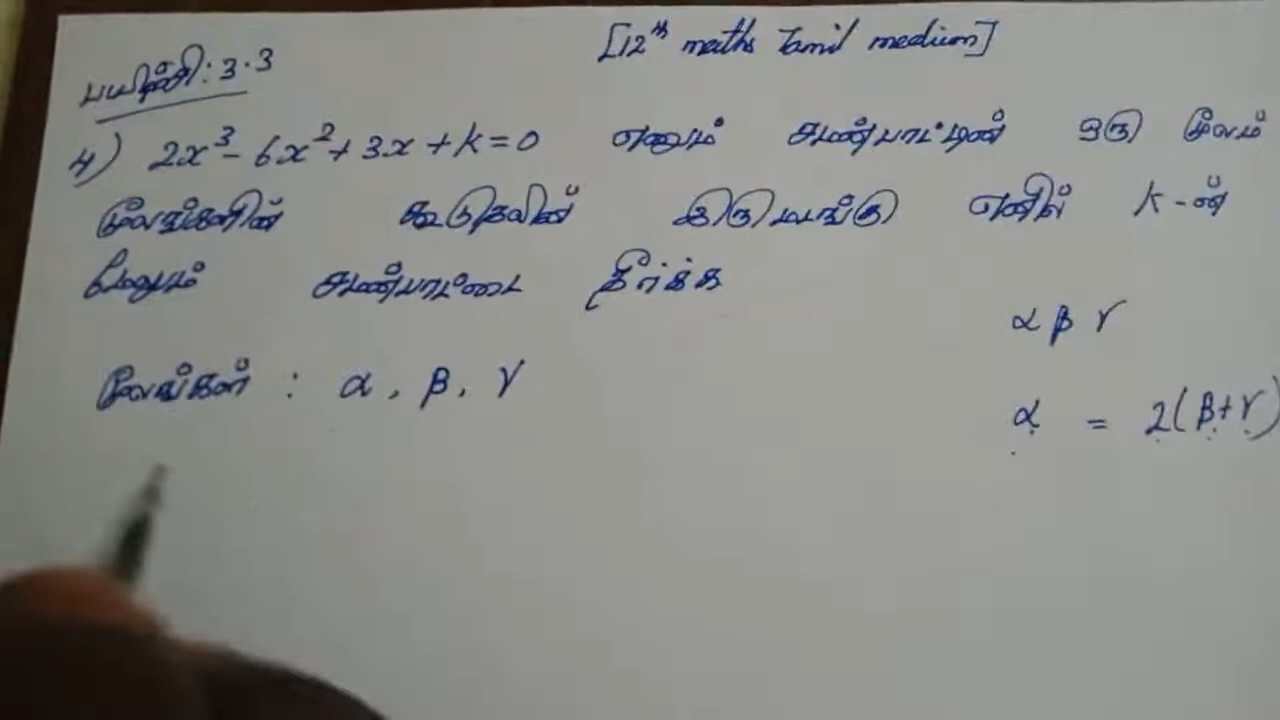 [12th maths Tamil medium]
பயிற்சி: 3.3
4) 2x³ - 6x² + 3x + k = 0 எனும் சமன்பாட்டின் ஒரு மூலம்
மூலங்களின் கூடுதலின் இருமடங்கு எனில் k-ன்
மேலும் சமன்பாட்டை தீர்க்க
α β γ
மூலங்கள் : α, β, γ
α = 2(β+γ)